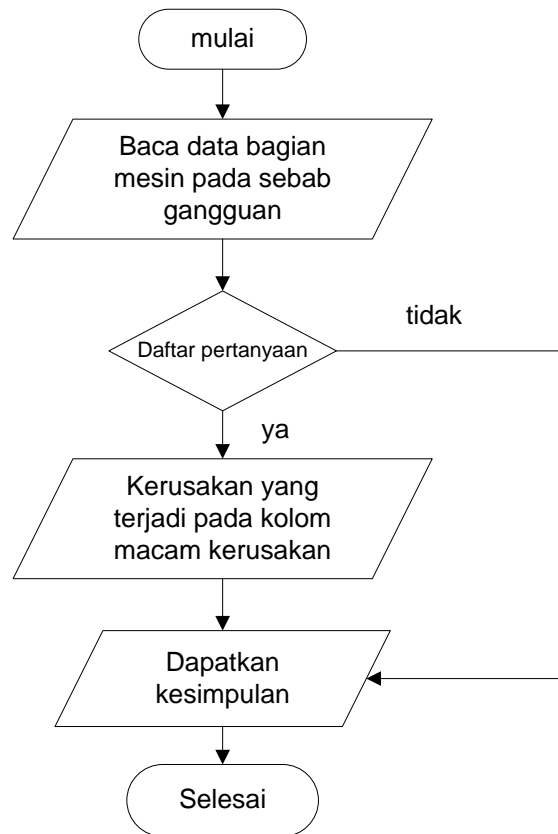 mulai
Baca data bagian
mesin pada sebab
gangguan
tidak
Daftar pertanyaan
ya
Kerusakan yang
terjadi pada kolom
macam kerusakan
Dapatkan
kesimpulan
Selesai